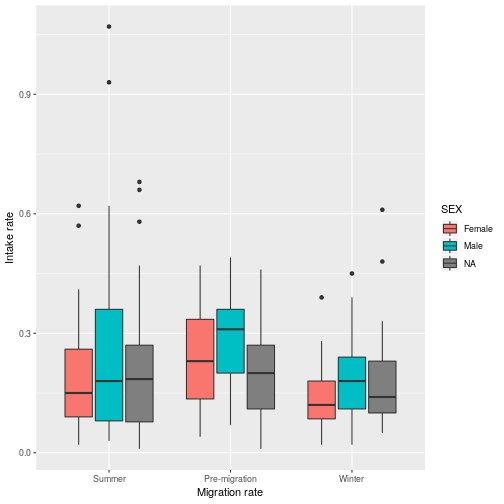 0.9
0.6
0.3
0.0
Intake rate
Summer
Pre-migration
Winter
Migration rate
SEX
Female
Male
NA